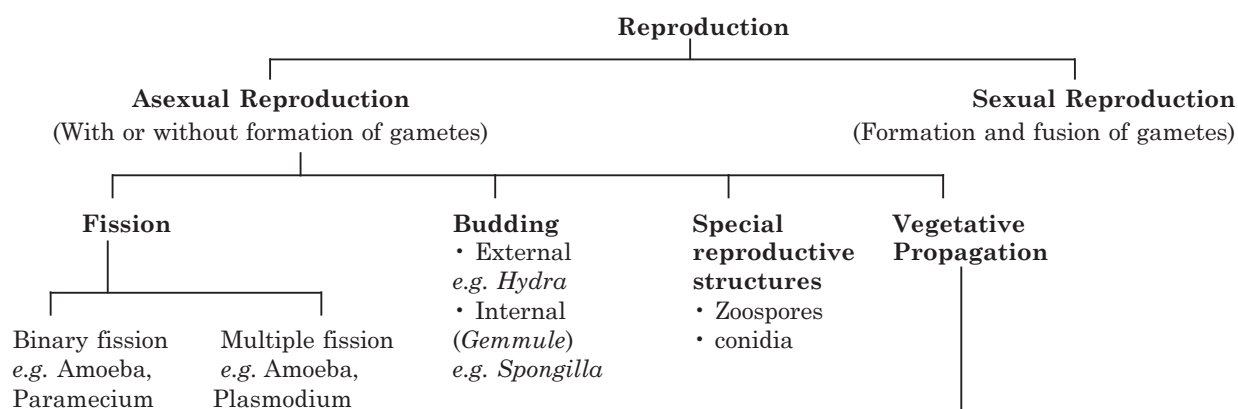 Reproduction
Asexual Reproduction
(With or without formation of gametes)
Sexual Reproduction
(Formation and fusion of gametes)
Fission
Binary fission
e.g. Amoeba,
Paramecium
Multiple fission
e.g. Amoeba,
Plasmodium
Budding
• External
e.g. Hydra
• Internal
(Gemmule)
e.g. Spongilla
Special
reproductive
structures
• Zoospores
• conidia
Vegetative
Propagation